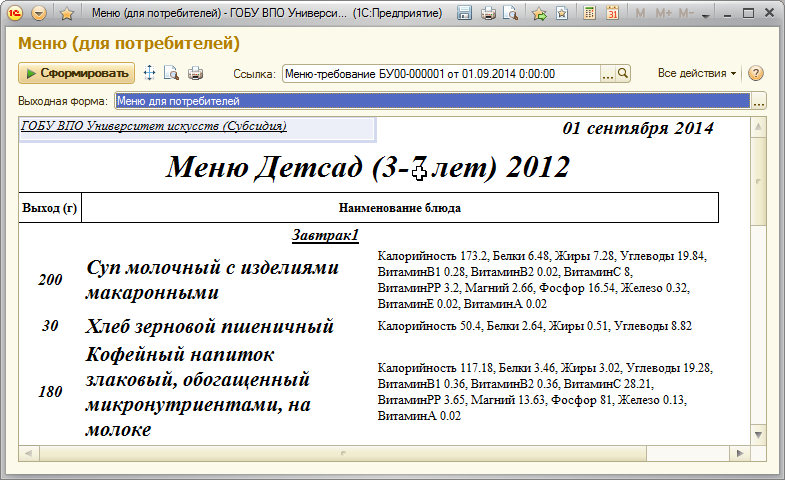 Меню (для потребителей) - ГОБУ ВПО Универси... (1С:Предприятие)
M M+ M-
31
Меню (для потребителей)
Сформировать
Ссылка:
Меню-требование БУ00-000001 от 01.09.2014 0:00:00
...
Все действия
?
Выходная форма:
Меню для потребителей
...
ГОБУ ВПО Университет искусств (Субсидия)
01 сентября 2014
Меню Детсад (3-7 лет) 2012
Выход (г)
Наименование блюда
Завтрак1
200
Суп молочный с изделиями
макаронными
Калорийность 173.2, Белки 6.48, Жиры 7.28, Углеводы 19.84,
ВитаминВ1 0.28, ВитаминВ2 0.02, ВитаминС 8,
ВитаминРР 3.2, Магний 2.66, Фосфор 16.54, Железо 0.32,
ВитаминЕ 0.02, ВитаминА 0.02
30
Хлеб зерновой пшеничный
Калорийность 50.4, Белки 2.64, Жиры 0.51, Углеводы 8.82
180
Кофейный напиток
злаковый, обогащенный
микронутриентами, на
молоке
Калорийность 117.18, Белки 3.46, Жиры 3.02, Углеводы 19.28,
ВитаминВ1 0.36, ВитаминВ2 0.36, ВитаминС 28.21,
ВитаминРР 3.65, Магний 13.63, Фосфор 81, Железо 0.13,
ВитаминА 0.02